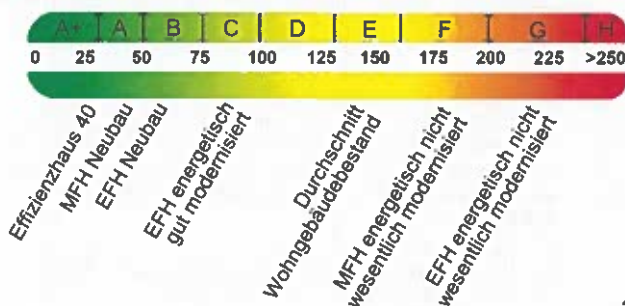 A+ A B C D E F G H
0 25 50 75 100 125 150 175 200 225 >250
Effizienzhaus 40
MFH Neubau
EFH Neubau
EFH energetisch
gut modernisiert
Durchschnitt
Wohngebäudebestand
MFH energetisch nicht
wesentlich modernisiert
EFH energetisch nicht
wesentlich modernisiert